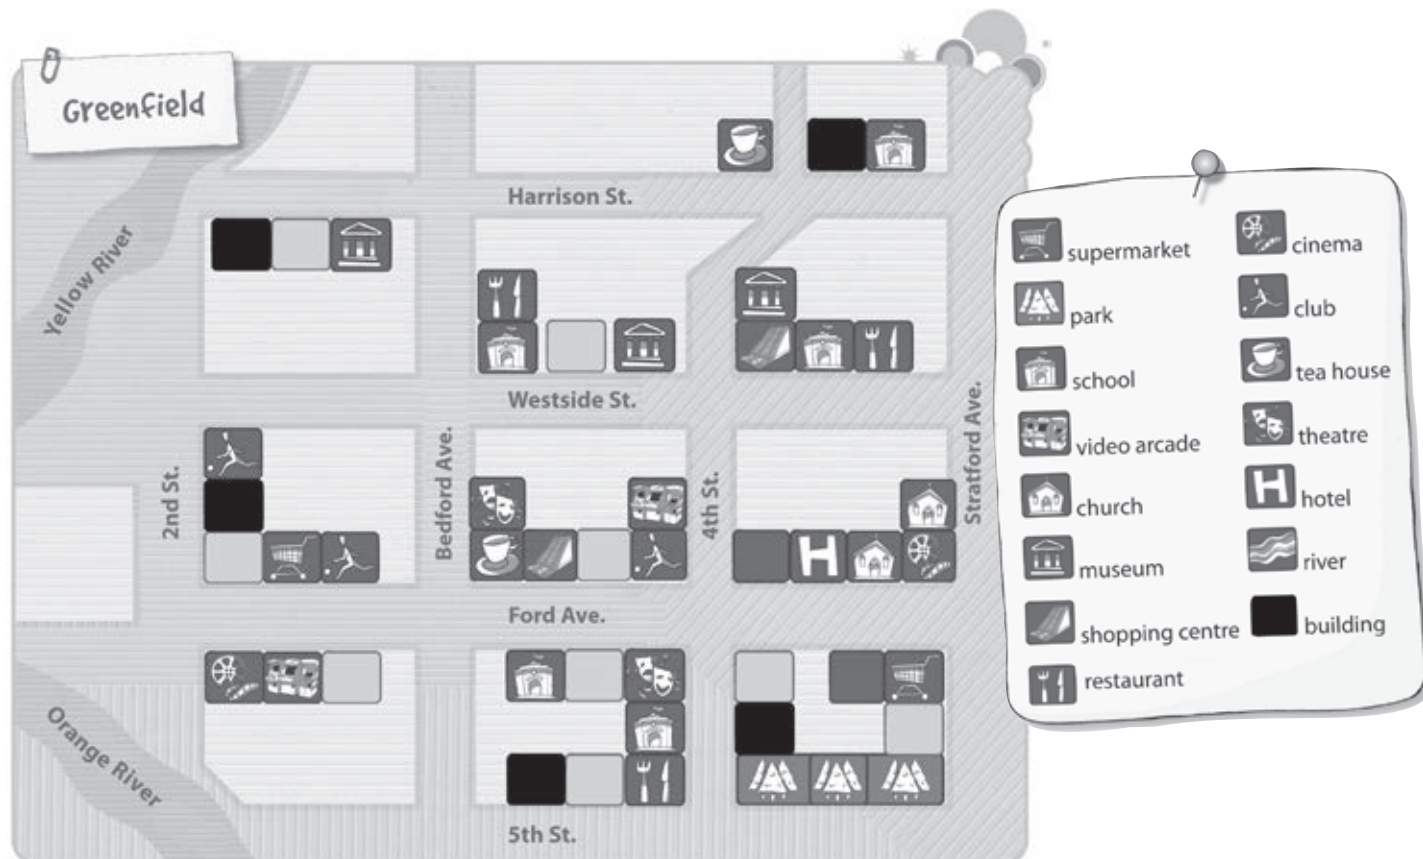 Greenfield
Harrison St.
Yellow River
Westside St.
2nd St.
Bedford Ave.
4th St.
Stratford Ave.
Ford Ave.
Orange River
5th St.
supermarket
park
school
video arcade
church
museum
shopping centre
restaurant
cinema
club
tea house
theatre
H hotel
river
building